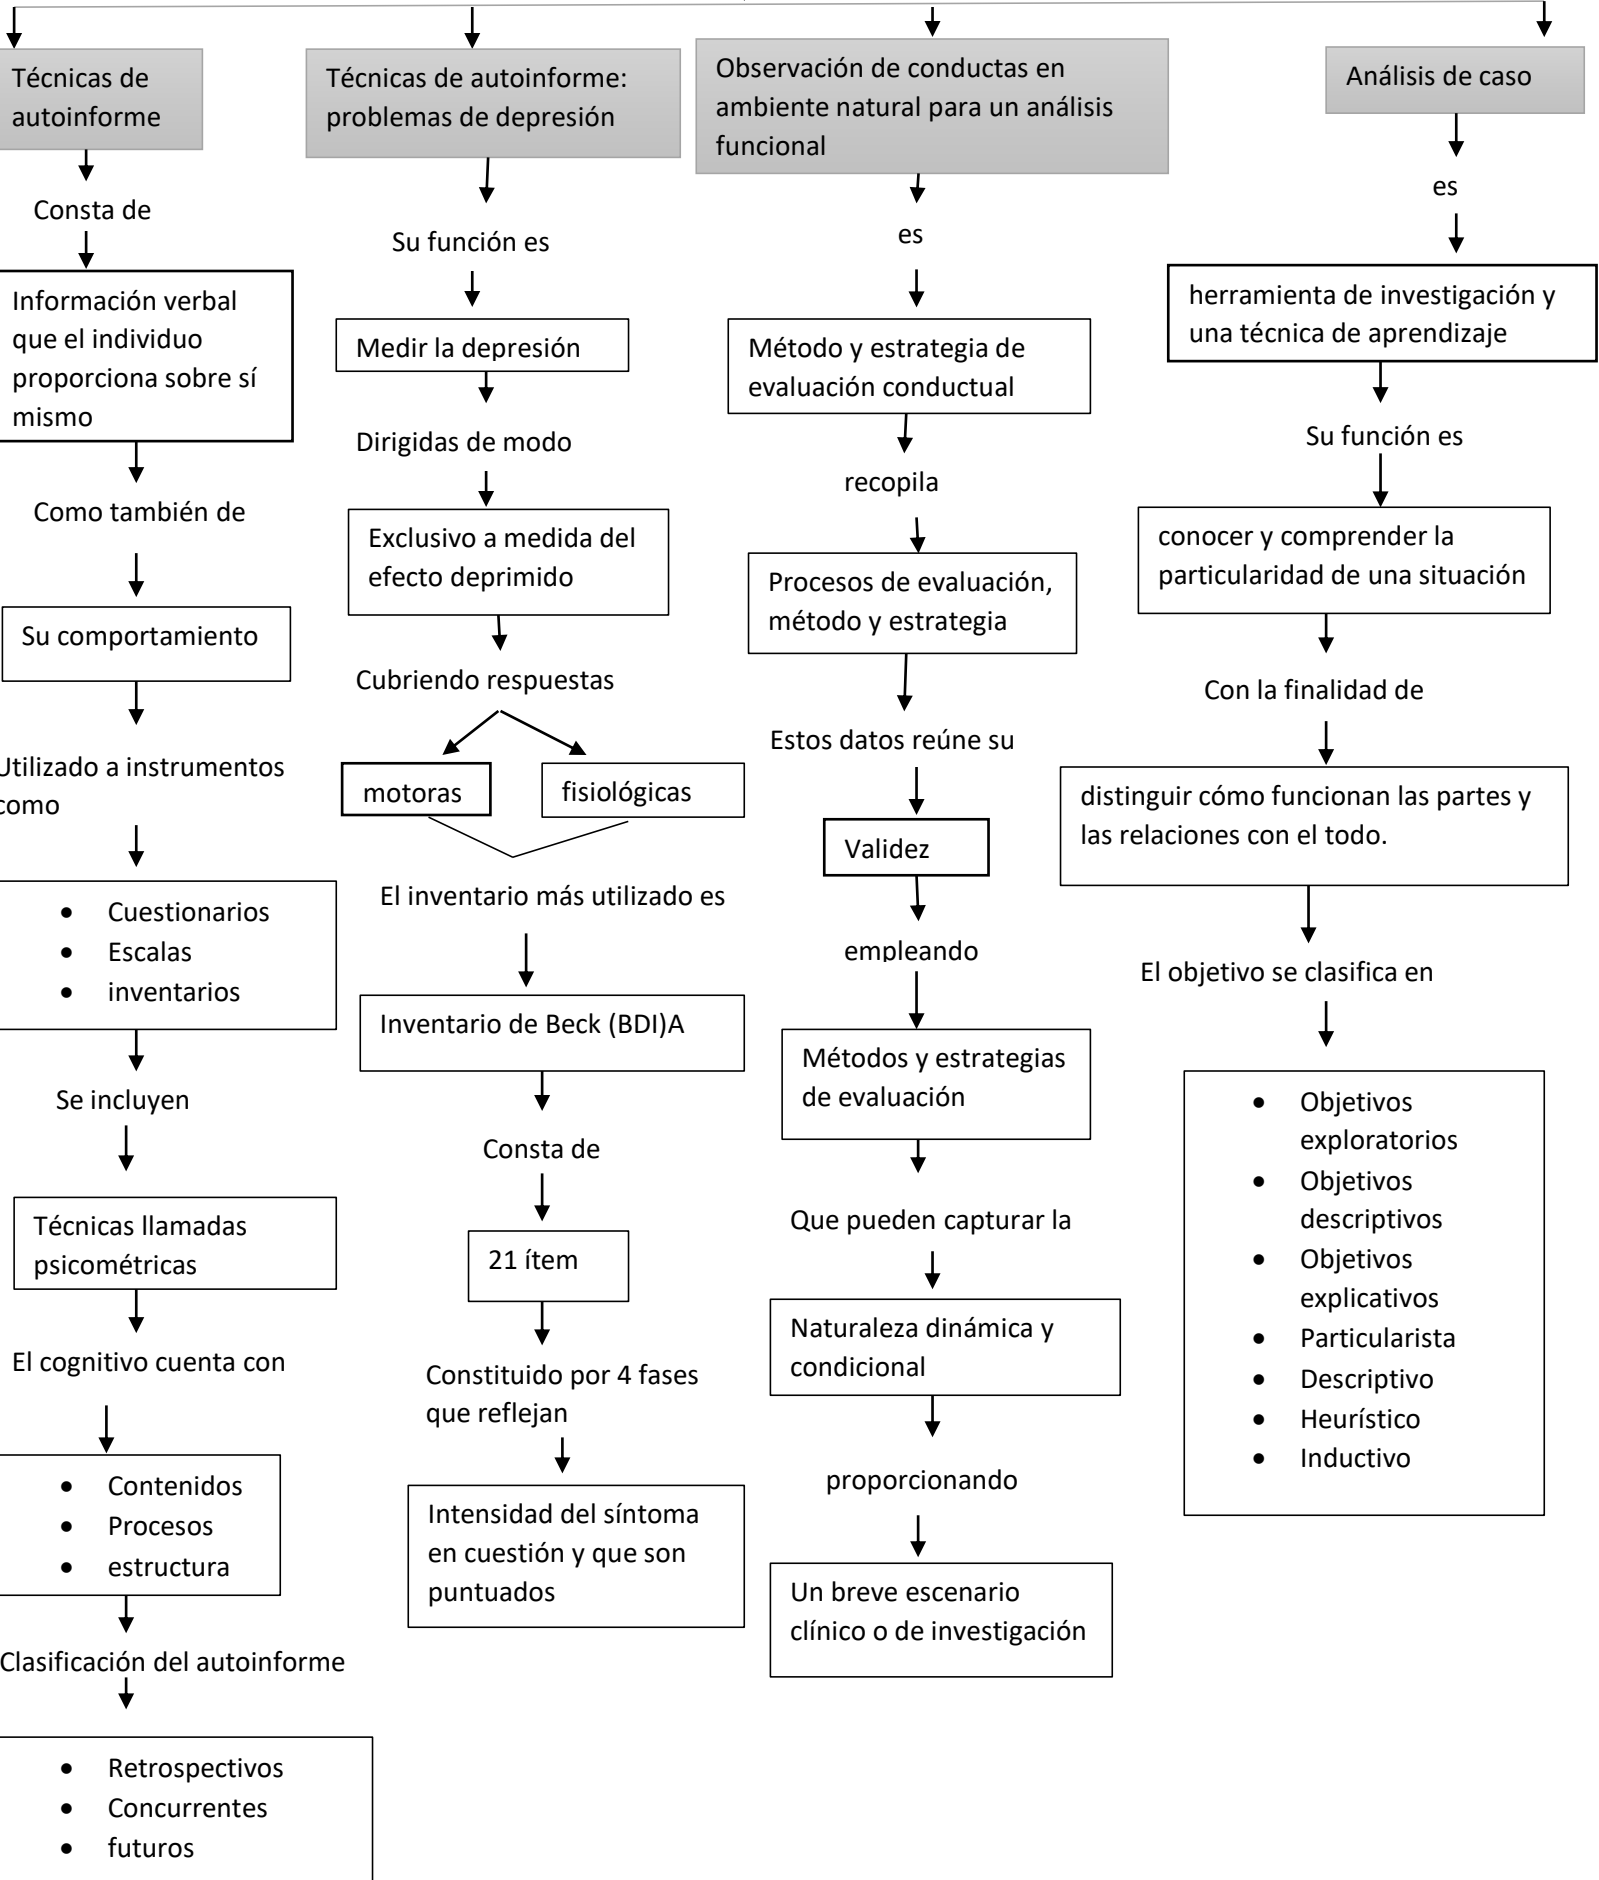 Técnicas de
autoinforme
Consta de
Información verbal
que el individuo
proporciona sobre sí
mismo
Como también de
Su comportamiento
Utilizado a instrumentos
como
• Cuestionarios
• Escalas
• inventarios
Se incluyen
Técnicas llamadas
psicométricas
El cognitivo cuenta con
• Contenidos
• Procesos
• estructura
Clasificación del autoinforme
• Retrospectivos
• Concurrentes
• futuros
Técnicas de autoinforme:
problemas de depresión
Su función es
Medir la depresión
Dirigidas de modo
Exclusivo a medida del
efecto deprimido
Cubriendo respuestas
motoras
fisiológicas
El inventario más utilizado es
Inventario de Beck (BDI)A
Consta de
21 ítem
Constituido por 4 fases
que reflejan
Intensidad del síntoma
en cuestión y que son
puntuados
Observación de conductas en
ambiente natural para un análisis
funcional
es
Método y estrategia de
evaluación conductual
recopila
Procesos de evaluación,
método y estrategia
Estos datos reúne su
Validez
empleando
Métodos y estrategias
de evaluación
Que pueden capturar la
Naturaleza dinámica y
condicional
proporcionando
Un breve escenario
clínico o de investigación
Análisis de caso
es
herramienta de investigación y
una técnica de aprendizaje
Su función es
conocer y comprender la
particularidad de una situación
Con la finalidad de
distinguir cómo funcionan las partes y
las relaciones con el todo.
El objetivo se clasifica en
• Objetivos
exploratorios
• Objetivos
descriptivos
• Objetivos
explicativos
• Particularista
• Descriptivo
• Heurístico
• Inductivo